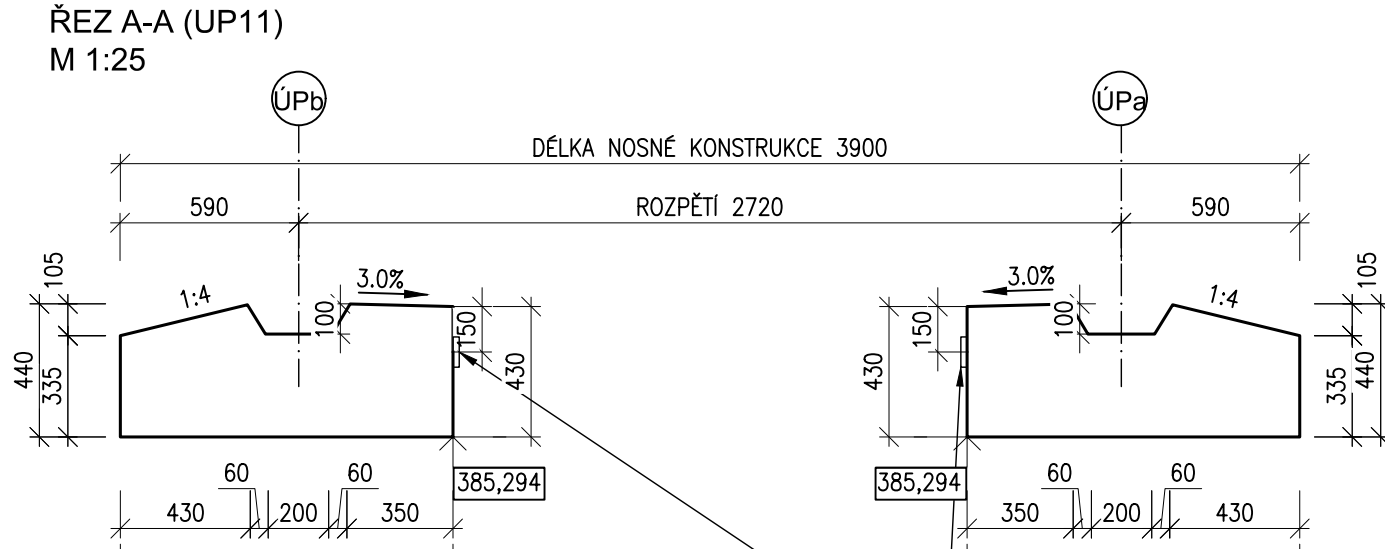 ŘEZ A-A (UP11)
M 1:25
ÚPb ÚPa
DÉLKA NOSNÉ KONSTRUKCE 3900
590 ROZPĚTÍ 2720 590
105 1:4 3.0% 3.0% 1:4 105
100 150 150 100
440 335 430 430 335 440
385,294 385,294
60 60 60 60
430 200 350 350 200 430